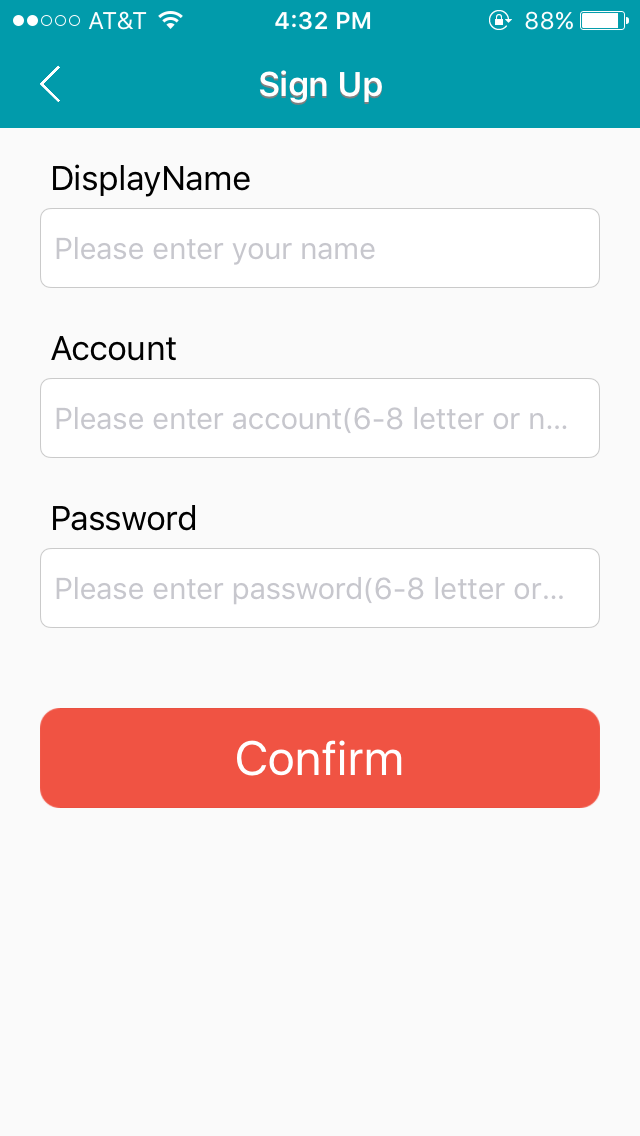 AT&T 4:32 PM 88%
Sign Up
DisplayName
Please enter your name
Account
Please enter account(6-8 letter or n...
Password
Please enter password(6-8 letter or...
Confirm